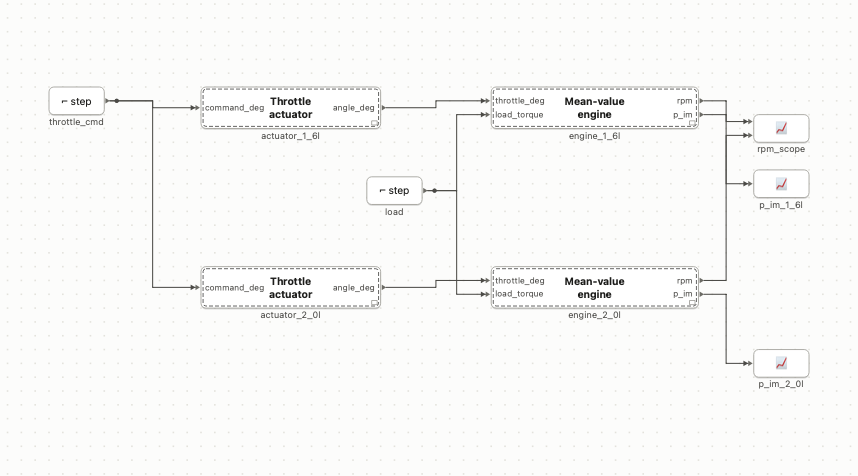 ⌐ step
throttle_cmd
command_deg
Throttle
actuator
angle_deg
actuator_1_6l
throttle_deg
load_torque
Mean-value
engine
rpm
p_im
engine_1_6l
rpm_scope
⌐ step
load
p_im_1_6l
command_deg
Throttle
actuator
angle_deg
actuator_2_0l
throttle_deg
load_torque
Mean-value
engine
rpm
p_im
engine_2_0l
p_im_2_0l